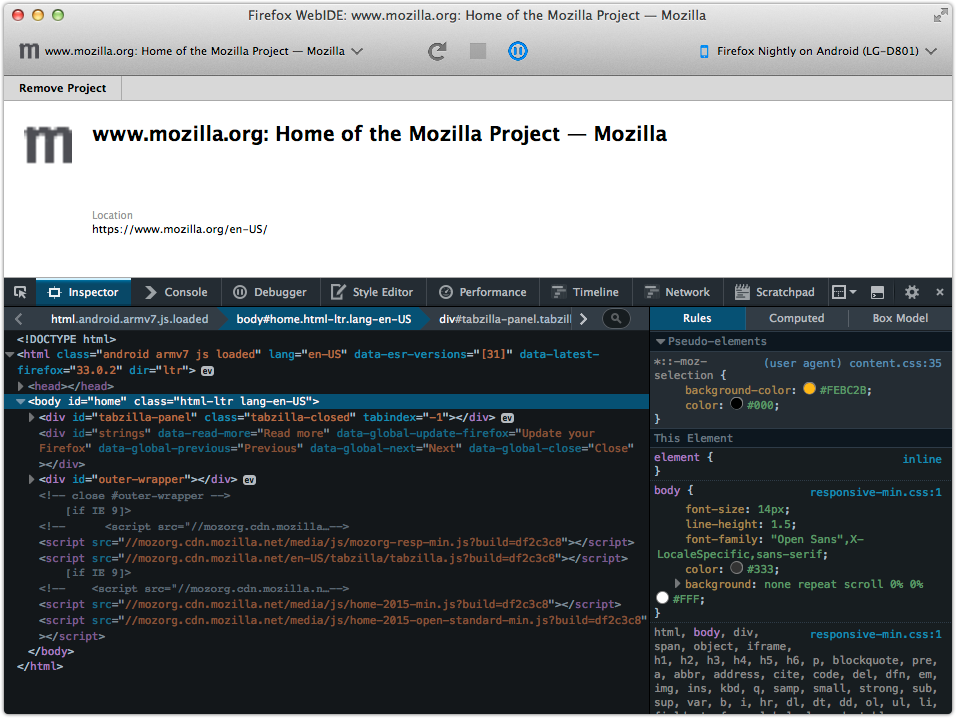 Firefox WebIDE: www.mozilla.org: Home of the Mozilla Project — Mozilla
m www.mozilla.org: Home of the Mozilla Project — Mozilla
Firefox Nightly on Android (LG-D801)
Remove Project
m www.mozilla.org: Home of the Mozilla Project — Mozilla
Location
https://www.mozilla.org/en-US/
Inspector Console Debugger Style Editor Performance Timeline Network Scratchpad
html.android.armv7.js.loaded body#home.html-ltr.lang-en-US div#tabzilla-panel.tabzil
<!DOCTYPE html>
<html class="android armv7 js loaded" lang="en-US" data-esr-versions="[31]" data-latest-
firefox="33.0.2" dir="ltr"> ev
<head></head>
<body id="home" class="html-ltr lang-en-US">
<div id="tabzilla-panel" class="tabzilla-closed" tabindex="-1"></div> ev
<div id="strings" data-read-more="Read more" data-global-update-firefox="Update your
Firefox" data-global-previous="Previous" data-global-next="Next" data-global-close="Close"
></div>
<div id="outer-wrapper"></div> ev
<!-- close #outer-wrapper -->
[if IE 9]>
<!-- <script src="//mozorg.cdn.mozilla…-->
<script src="//mozorg.cdn.mozilla.net/media/js/mozorg-resp-min.js?build=df2c3c8"></script>
<script src="//mozorg.cdn.mozilla.net/en-US/tabzilla/tabzilla.js?build=df2c3c8"></script>
[if IE 9]>
<!-- <script src="//mozorg.cdn.mozilla.n…-->
<script src="//mozorg.cdn.mozilla.net/media/js/home-2015-min.js?build=df2c3c8"></script>
<script src="//mozorg.cdn.mozilla.net/media/js/home-2015-open-standard-min.js?build=df2c3c8"
></script>
</body>
</html>
Rules Computed Box Model
Pseudo-elements
*::-moz- (user agent) content.css:35
selection {
background-color: #FEBC2B;
color: #000;
}
This Element
element { inline
}
body { responsive-min.css:1
font-size: 14px;
line-height: 1.5;
font-family: "Open Sans",X-
LocaleSpecific,sans-serif;
color: #333;
background: none repeat scroll 0% 0%
#FFF;
}
html, body, div, responsive-min.css:1
span, object, iframe,
h1, h2, h3, h4, h5, h6, p, blockquote, pre,
a, abbr, address, cite, code, del, dfn, em,
img, ins, kbd, q, samp, small, strong, sub,
sup, var, b, i, hr, dl, dt, dd, ol, ul, li,